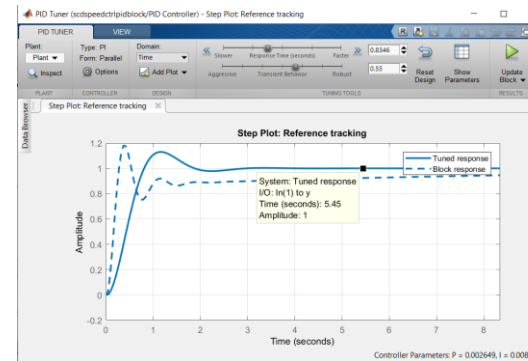 PID Tuner (scdspeedctrlpidblock/PID Controller) - Step Plot: Reference tracking
PID TUNER VIEW
Plant: Type: PI Domain: Slower Response Time (seconds) Faster 0.8346
Plant Form: Parallel Time
Inspect Options Add Plot Aggressive Transient Behavior Robust 0.55 Reset Design Show Parameters Update Block
PLANT CONTROLLER DESIGN TUNING TOOLS RESULTS
Data Browser
Step Plot: Reference tracking
Step Plot: Reference tracking
Tuned response
Block response
System: Tuned response
I/O: In(1) to y
Time (seconds): 5.45
Amplitude: 1
Amplitude
1.2
1
0.8
0.6
0.4
0.2
0
-0.2
0 1 2 3 4 5 6 7 8
Time (seconds)
Controller Parameters: P = 0.002649, I = 0.008